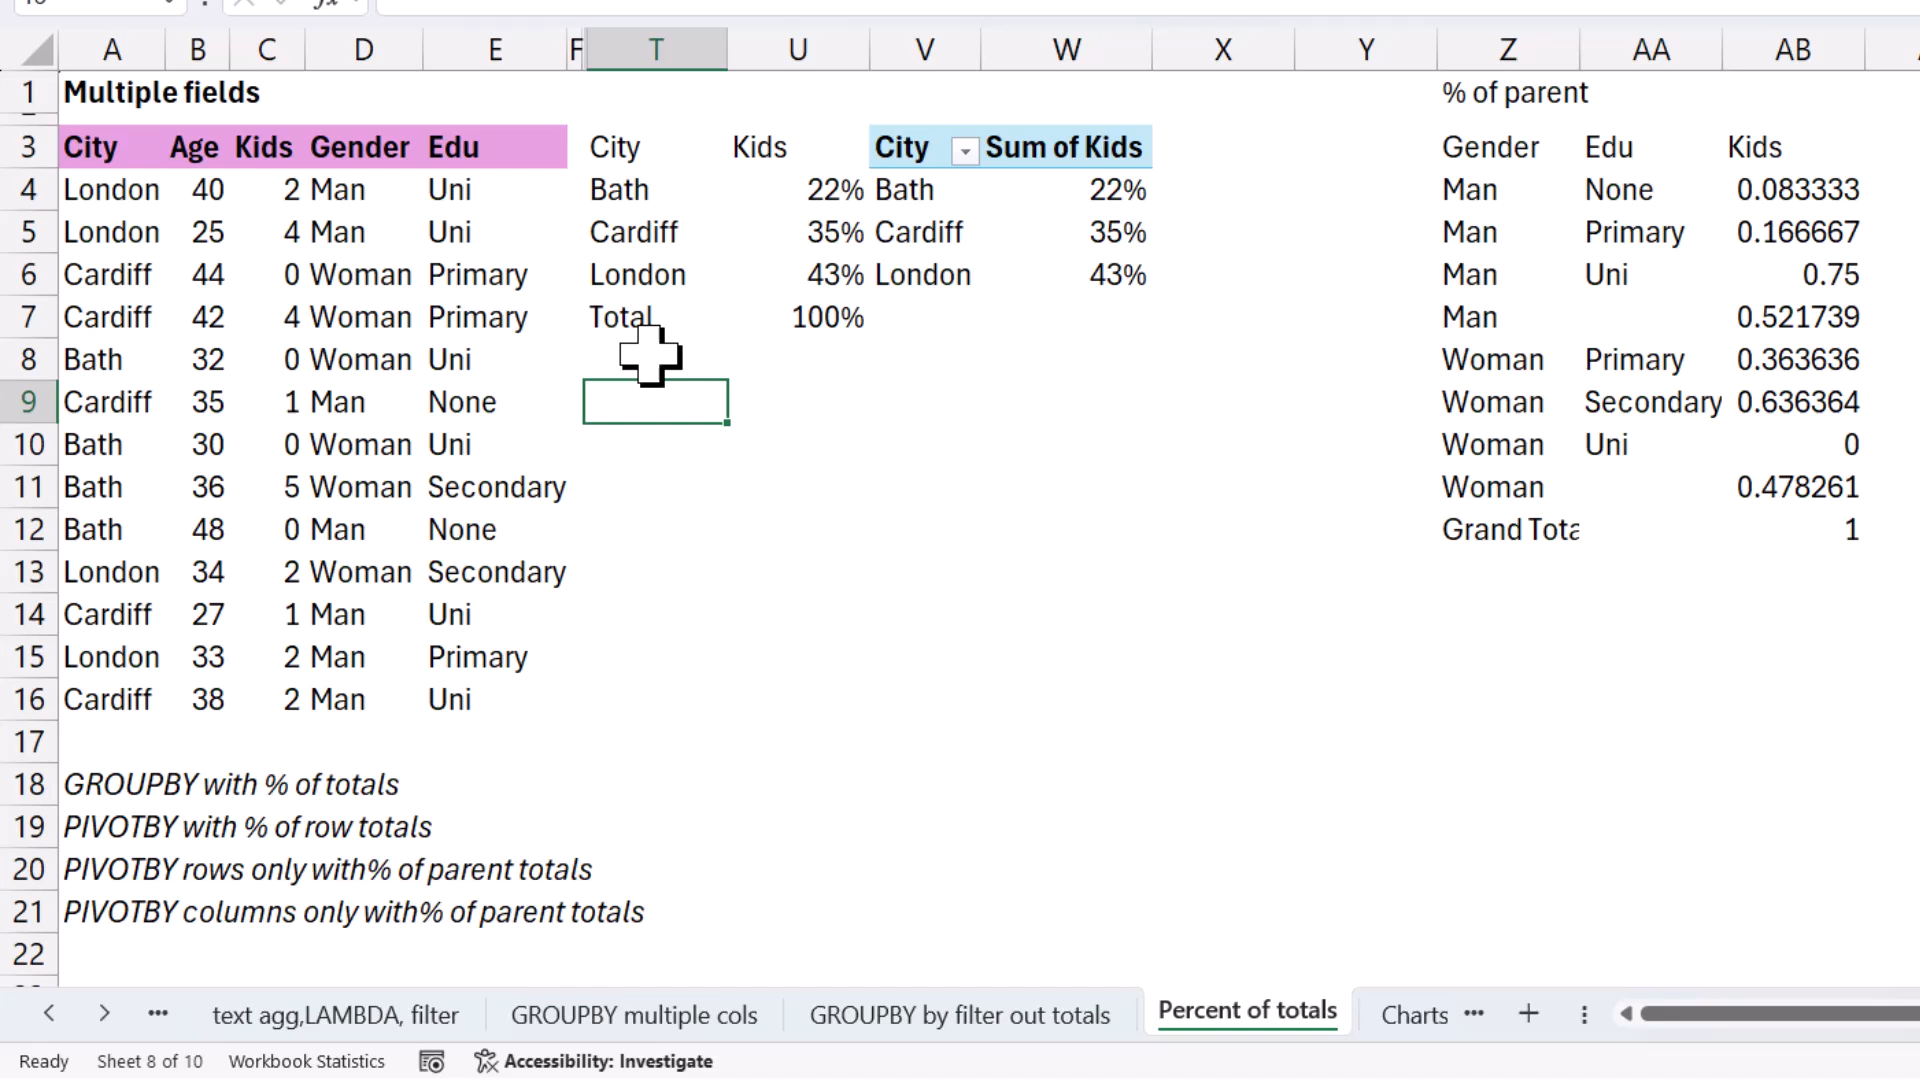 A B C D E F T U V W X Y Z AA AB
1 Multiple fields % of parent
3 City Age Kids Gender Edu City Kids City Sum of Kids Gender Edu Kids
4 London 40 2 Man Uni Bath 22% Bath 22% Man None 0.083333
5 London 25 4 Man Uni Cardiff 35% Cardiff 35% Man Primary 0.166667
6 Cardiff 44 0 Woman Primary London 43% London 43% Man Uni 0.75
7 Cardiff 42 4 Woman Primary Total 100% Man 0.521739
8 Bath 32 0 Woman Uni Woman Primary 0.363636
9 Cardiff 35 1 Man None Woman Secondary 0.636364
10 Bath 30 0 Woman Uni Woman Uni 0
11 Bath 36 5 Woman Secondary Woman 0.478261
12 Bath 48 0 Man None Grand Tota 1
13 London 34 2 Woman Secondary
14 Cardiff 27 1 Man Uni
15 London 33 2 Man Primary
16 Cardiff 38 2 Man Uni
17
18 GROUPBY with % of totals
19 PIVOTBY with % of row totals
20 PIVOTBY rows only with% of parent totals
21 PIVOTBY columns only with% of parent totals
22
text agg,LAMBDA, filter GROUPBY multiple cols GROUPBY by filter out totals Percent of totals Charts
Ready Sheet 8 of 10 Workbook Statistics Accessibility: Investigate